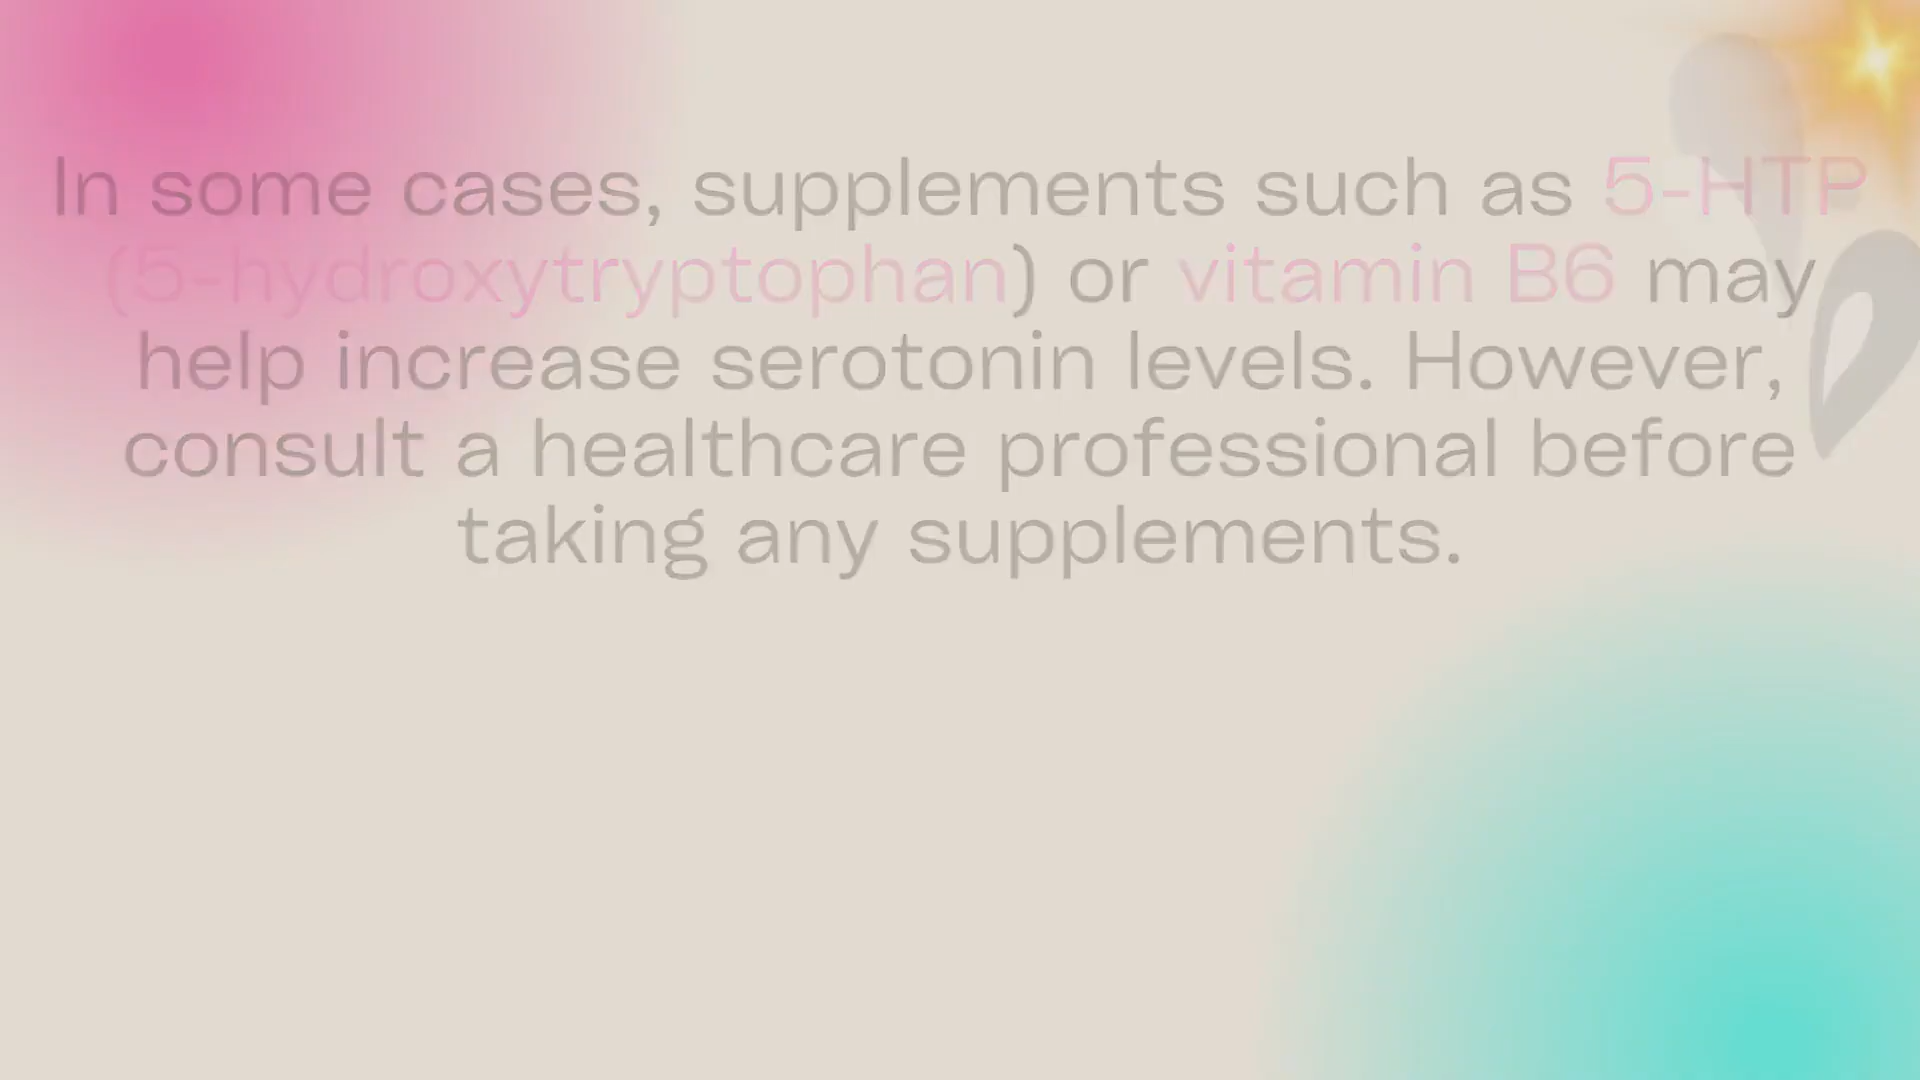 In some cases, supplements such as 5-HTP
(5-hydroxytryptophan) or vitamin B6 may
help increase serotonin levels. However,
consult a healthcare professional before
taking any supplements.